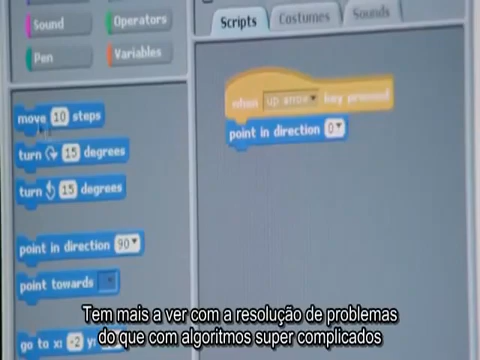 Sound
Operators
Pen
Variables
Scripts
Costumes
Sounds
move 10 steps
turn 15 degrees
turn 15 degrees
point in direction 90
point towards
go to x: -2 y:
when up arrow key pressed
point in direction 0
Tem mais a ver com a resolução de problemas
do que com algoritmos super complicados